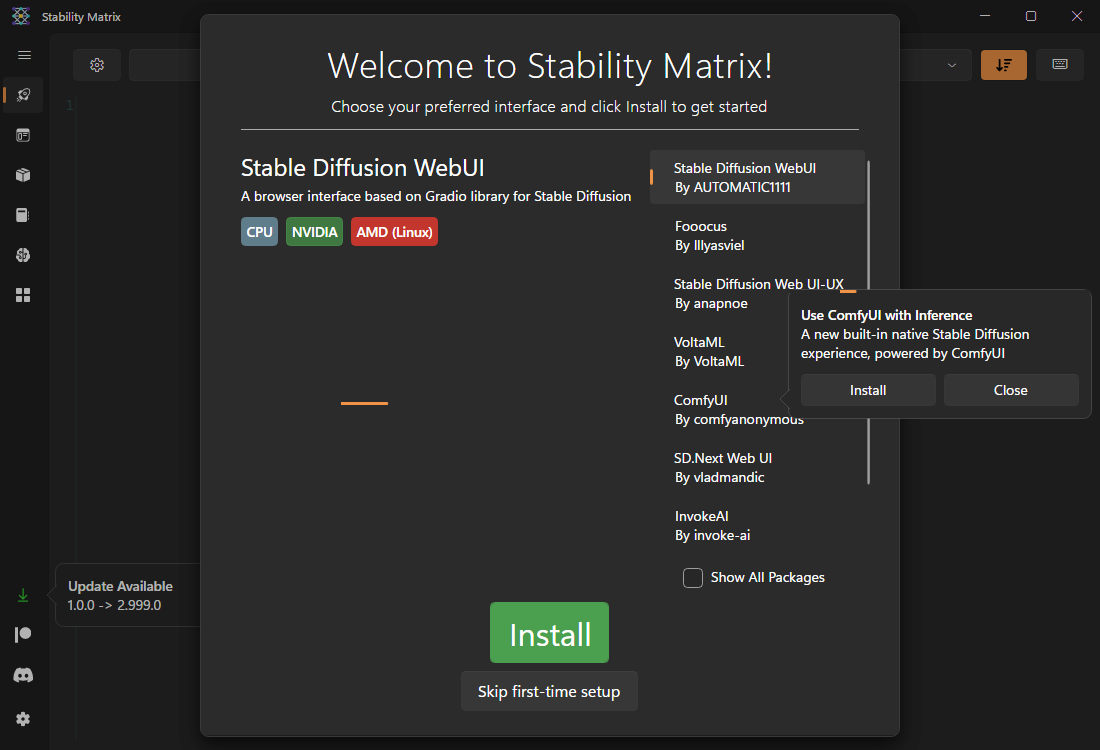 Stability Matrix
1
Welcome to Stability Matrix!
Choose your preferred interface and click Install to get started
Stable Diffusion WebUI
A browser interface based on Gradio library for Stable Diffusion
CPU NVIDIA AMD (Linux)
Stable Diffusion WebUI
By AUTOMATIC1111
Fooocus
By lllyasviel
Stable Diffusion Web UI-UX
By anapnoe
VoltaML
By VoltaML
ComfyUI
By comfyanonymous
SD.Next Web UI
By vladmandic
InvokeAI
By invoke-ai
Show All Packages
Use ComfyUI with Inference
A new built-in native Stable Diffusion
experience, powered by ComfyUI
Install Close
Update Available
1.0.0 -> 2.999.0
Install
Skip first-time setup